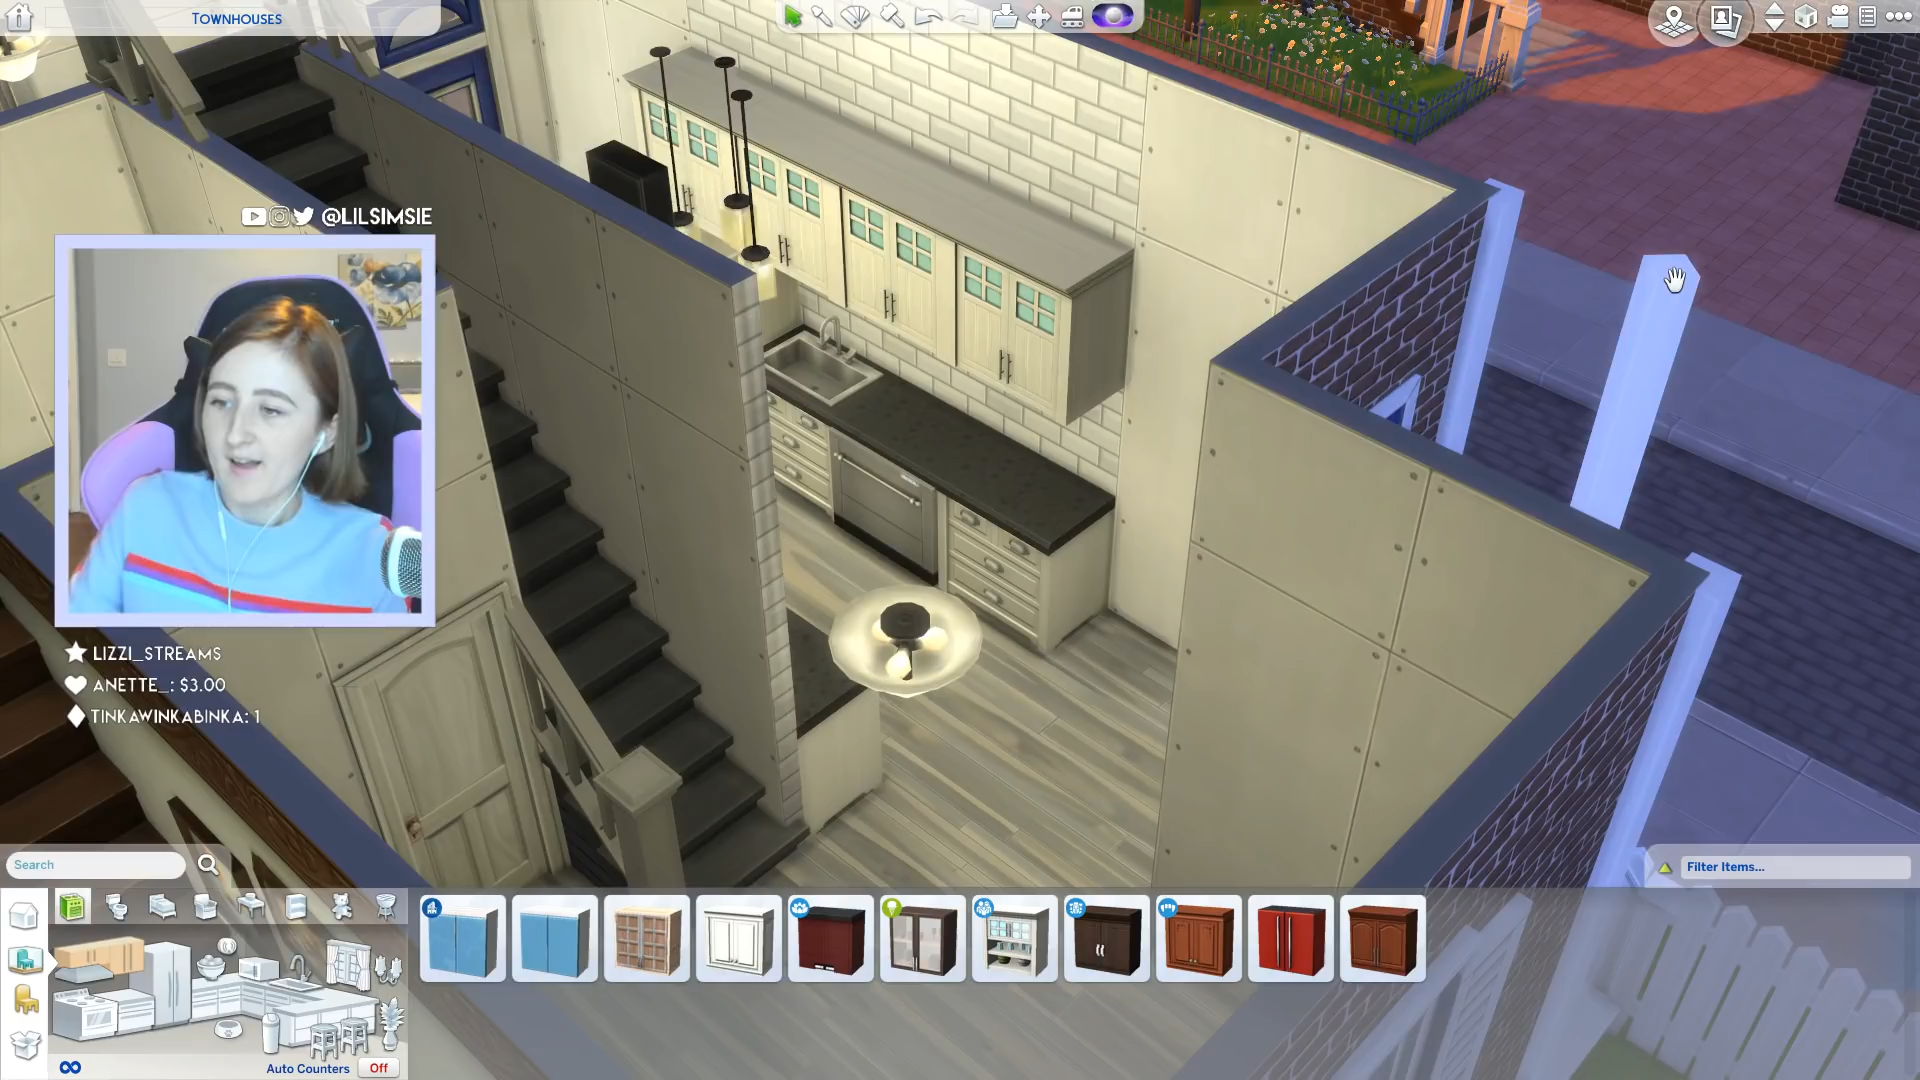 TOWNHOUSES
@LILSIMSIE
LIZZI_STREAMS
ANETTE_: $3.00
TINKAWINKABINKA: 1
Search
Filter Items...
Auto Counters Off